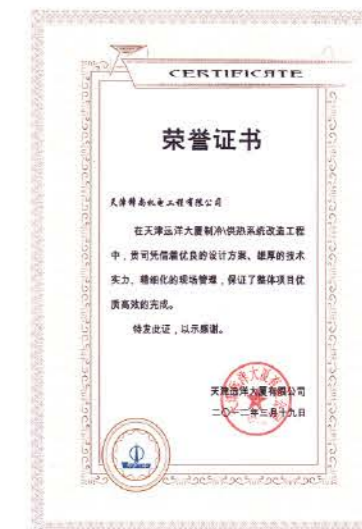 CERTIFICATE
荣誉证书
天津
机电工程有限公司
在天津远洋大厦制冷\供热系统改造工程
中，贵司凭借着优良的设计方案、雄厚的技术
实力、精细化的现场管理，保证了整体项目优
质高效的完成。
特发此证，以示感谢。
天津远洋大厦有限公司
二〇一二年三月十九日